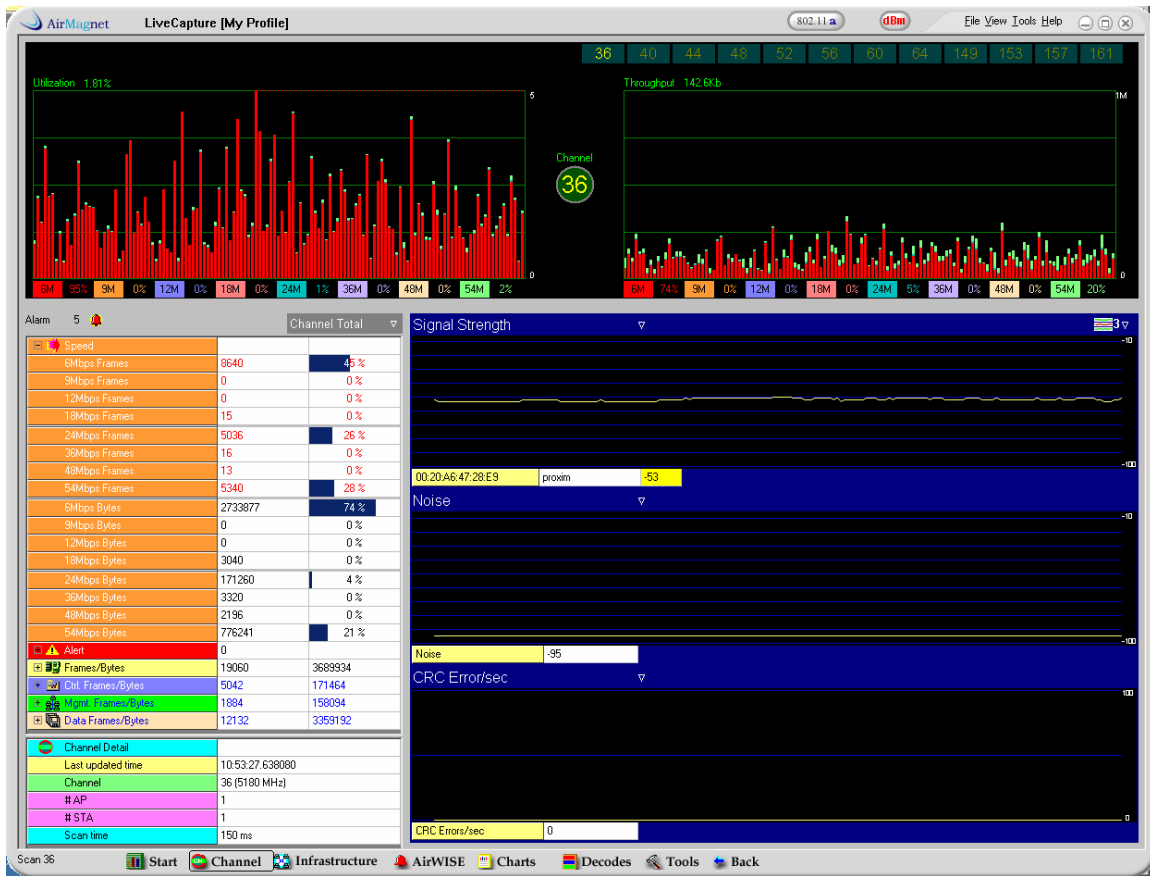 AirMagnet LiveCapture [My Profile] 802.11 a dBm File View Tools Help
36 40 44 48 52 56 60 64 149 153 157 161
Utilization 1.81%
5
0
6M 95% 9M 0% 12M 0% 18M 0% 24M 1% 36M 0% 48M 0% 54M 2%
Channel
36
Throughput 142.6Kb
1M
0
6M 74% 9M 0% 12M 0% 18M 0% 24M 5% 36M 0% 48M 0% 54M 20%
Alarm 5 Channel Total
Speed
6Mbps Frames 8640 45 %
9Mbps Frames 0 0 %
12Mbps Frames 0 0 %
18Mbps Frames 15 0 %
24Mbps Frames 5036 26 %
36Mbps Frames 16 0 %
48Mbps Frames 13 0 %
54Mbps Frames 5340 28 %
6Mbps Bytes 2733877 74 %
9Mbps Bytes 0 0 %
12Mbps Bytes 0 0 %
18Mbps Bytes 3040 0 %
24Mbps Bytes 171260 4 %
36Mbps Bytes 3320 0 %
48Mbps Bytes 2196 0 %
54Mbps Bytes 776241 21 %
Alert 0
Frames/Bytes 19060 3689934
Ctrl. Frames/Bytes 5042 171464
Mgmt. Frames/Bytes 1884 158094
Data Frames/Bytes 12132 3359192
Channel Detail
Last updated time 10:53:27.638080
Channel 36 (5180 MHz)
# AP 1
# STA 1
Scan time 150 ms
Signal Strength 3
-10
-100
00:20:A6:47:28:E9 proxim -53
Noise
-10
-100
Noise -95
CRC Error/sec
100
0
CRC Errors/sec 0
Scan 36 Start Channel Infrastructure AirWISE Charts Decodes Tools Back